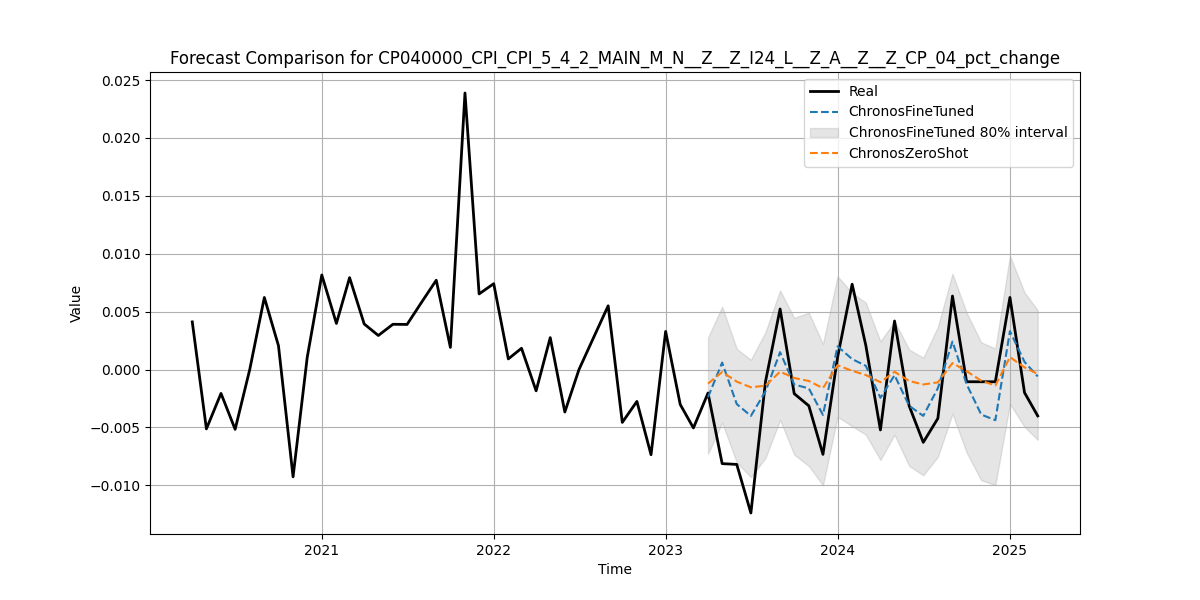 Forecast Comparison for CP040000_CPI_CPI_5_4_2_MAIN_M_N__Z__Z_I24_L__Z_A__Z__Z_CP_04_pct_change
Real
ChronosFineTuned
ChronosFineTuned 80% interval
ChronosZeroShot
0.025
0.020
0.015
0.010
0.005
0.000
−0.005
−0.010
Value
2021
2022
2023
2024
2025
Time